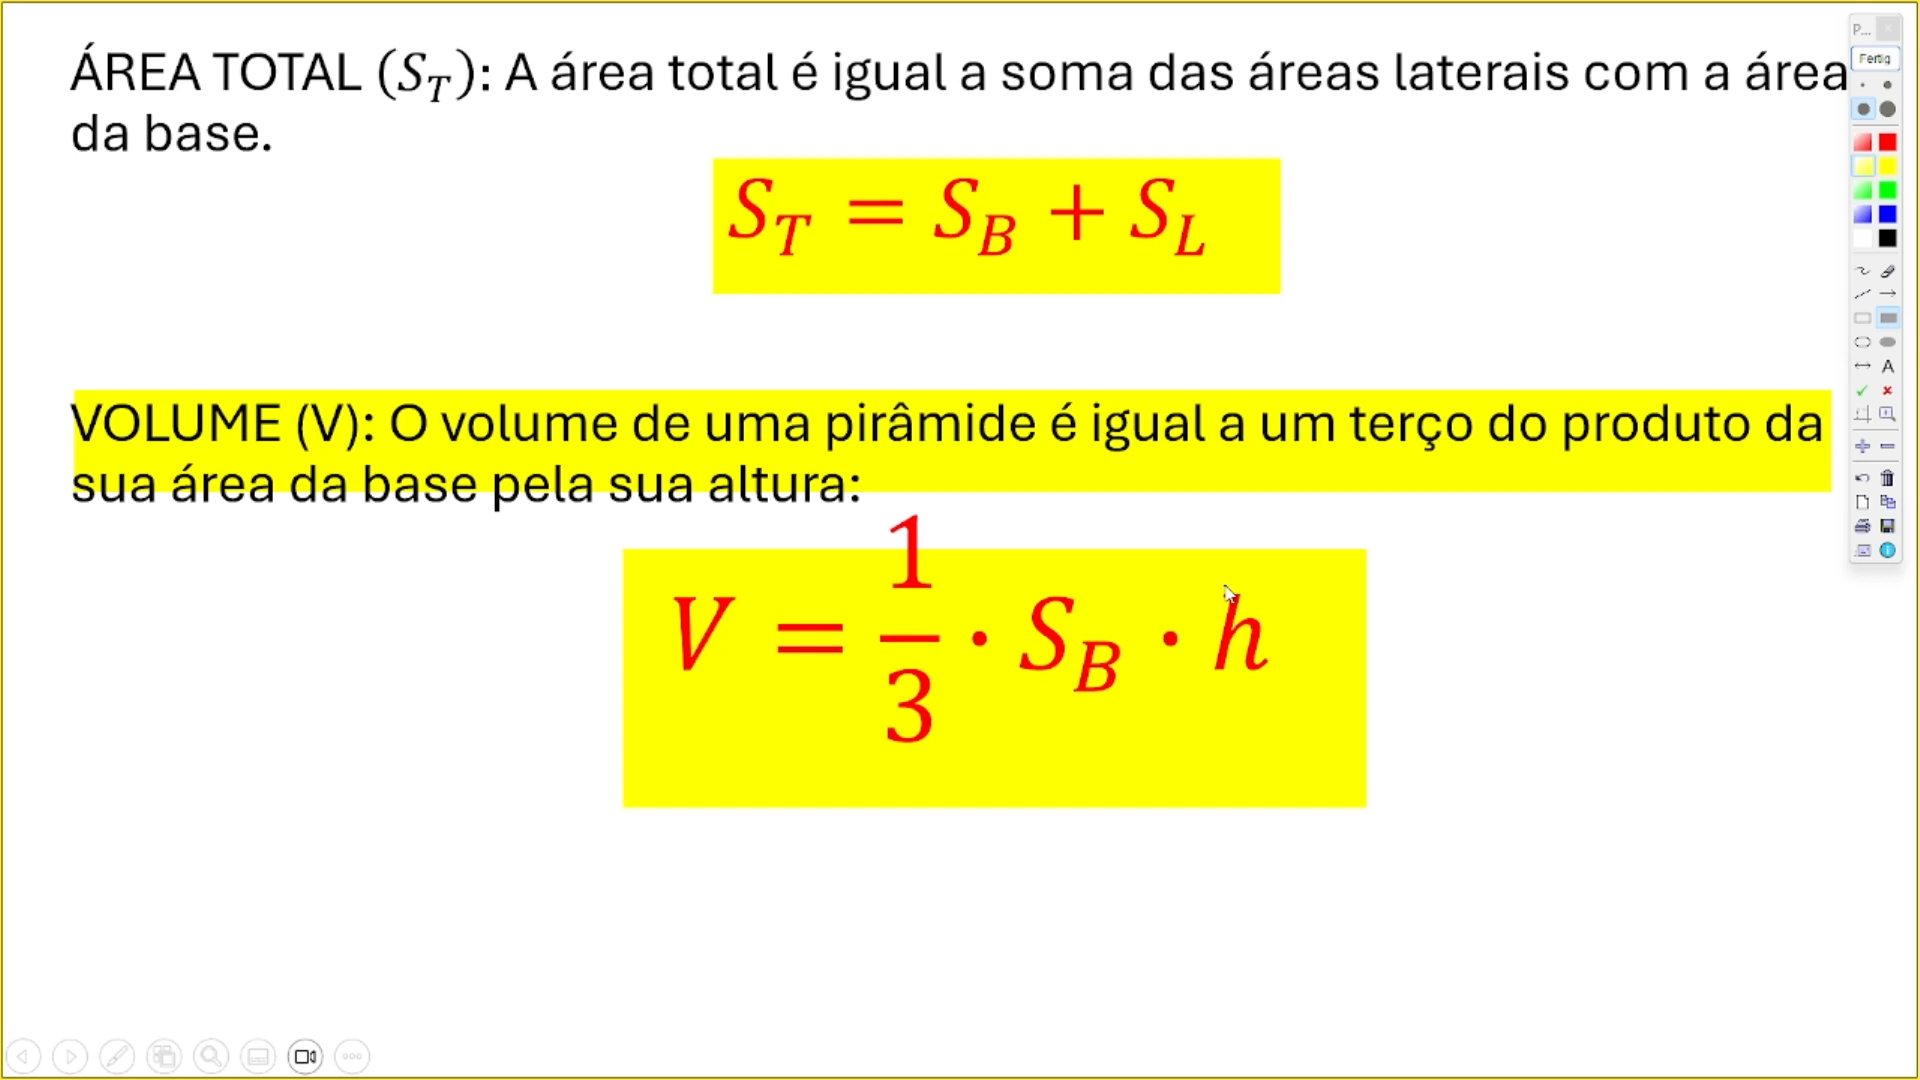 ÁREA TOTAL (S_T): A área total é igual a soma das áreas laterais com a área
da base.
S_T = S_B + S_L
VOLUME (V): O volume de uma pirâmide é igual a um terço do produto da
sua área da base pela sua altura:
V = 1/3 · S_B · h
P...
Fertig
A